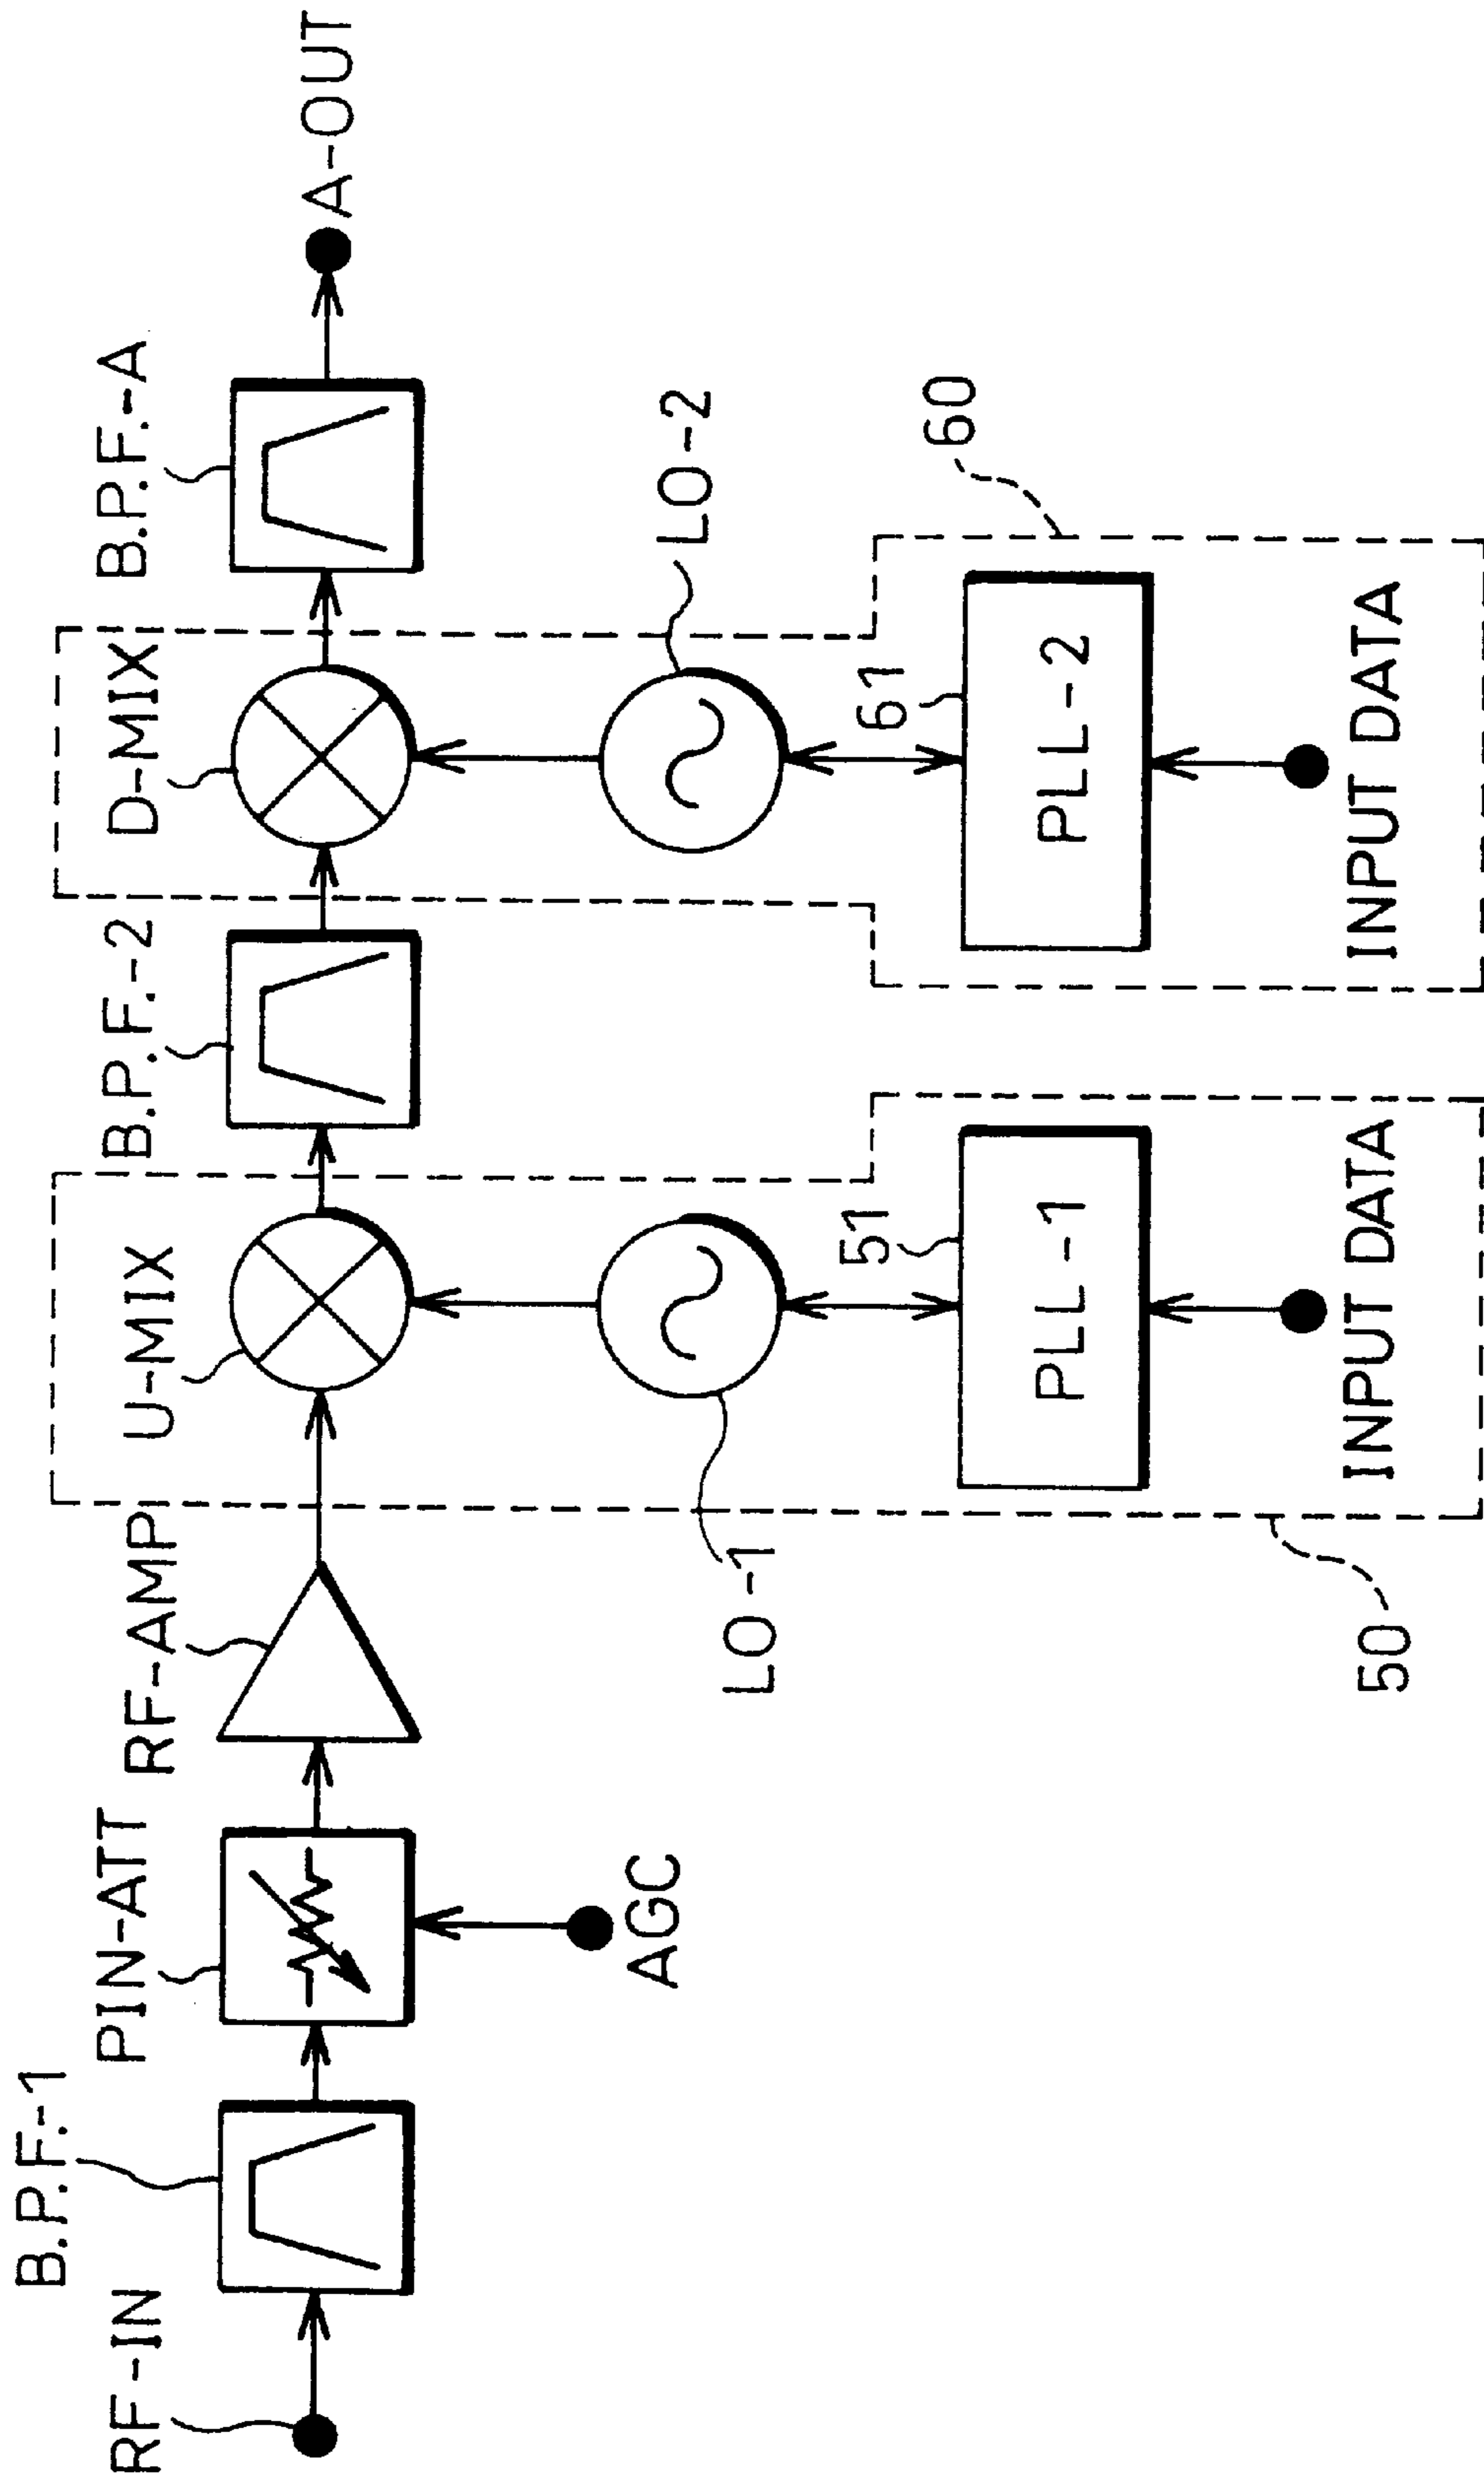 RF-IN
B.P.F.-1
PIN-ATT
AGC
RF-AMP
U-MIX
B.P.F.-2
D-MIX
B.P.F.-A
A-OUT
LO-1
LO-2
51
PLL-1
INPUT DATA
50
61
PLL-2
INPUT DATA
60